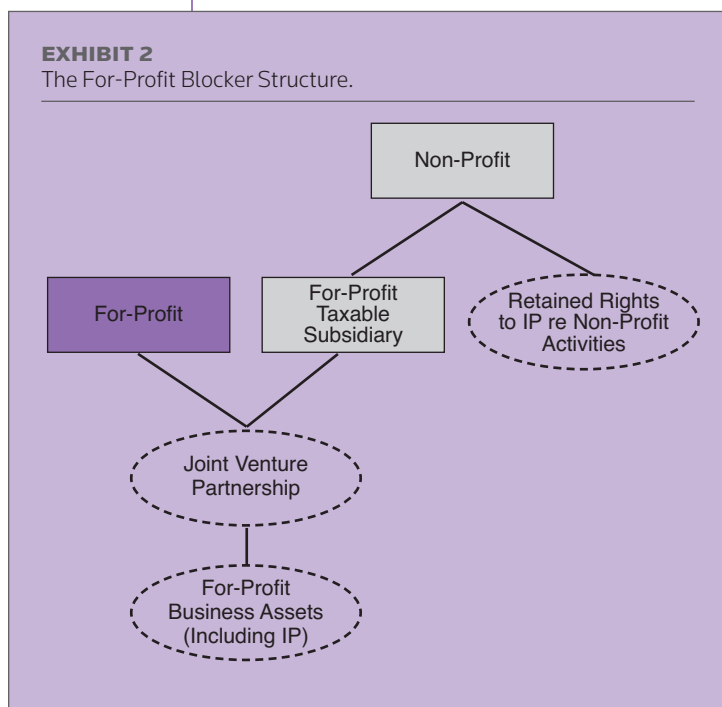 EXHIBIT 2
The For-Profit Blocker Structure.
Non-Profit
For-Profit
For-Profit
Taxable
Subsidiary
Retained Rights
to IP re Non-Profit
Activities
Joint Venture
Partnership
For-Profit
Business Assets
(Including IP)